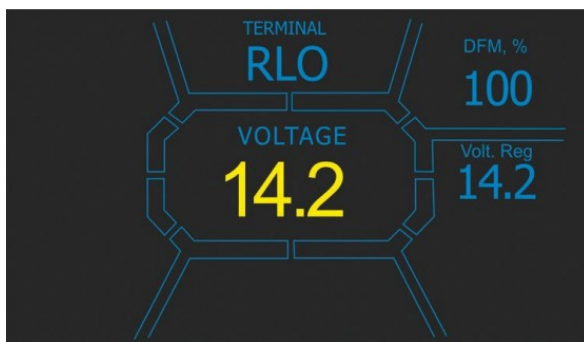 TERMINAL
RLO
DFM, %
100
VOLTAGE
14.2
Volt. Reg
14.2